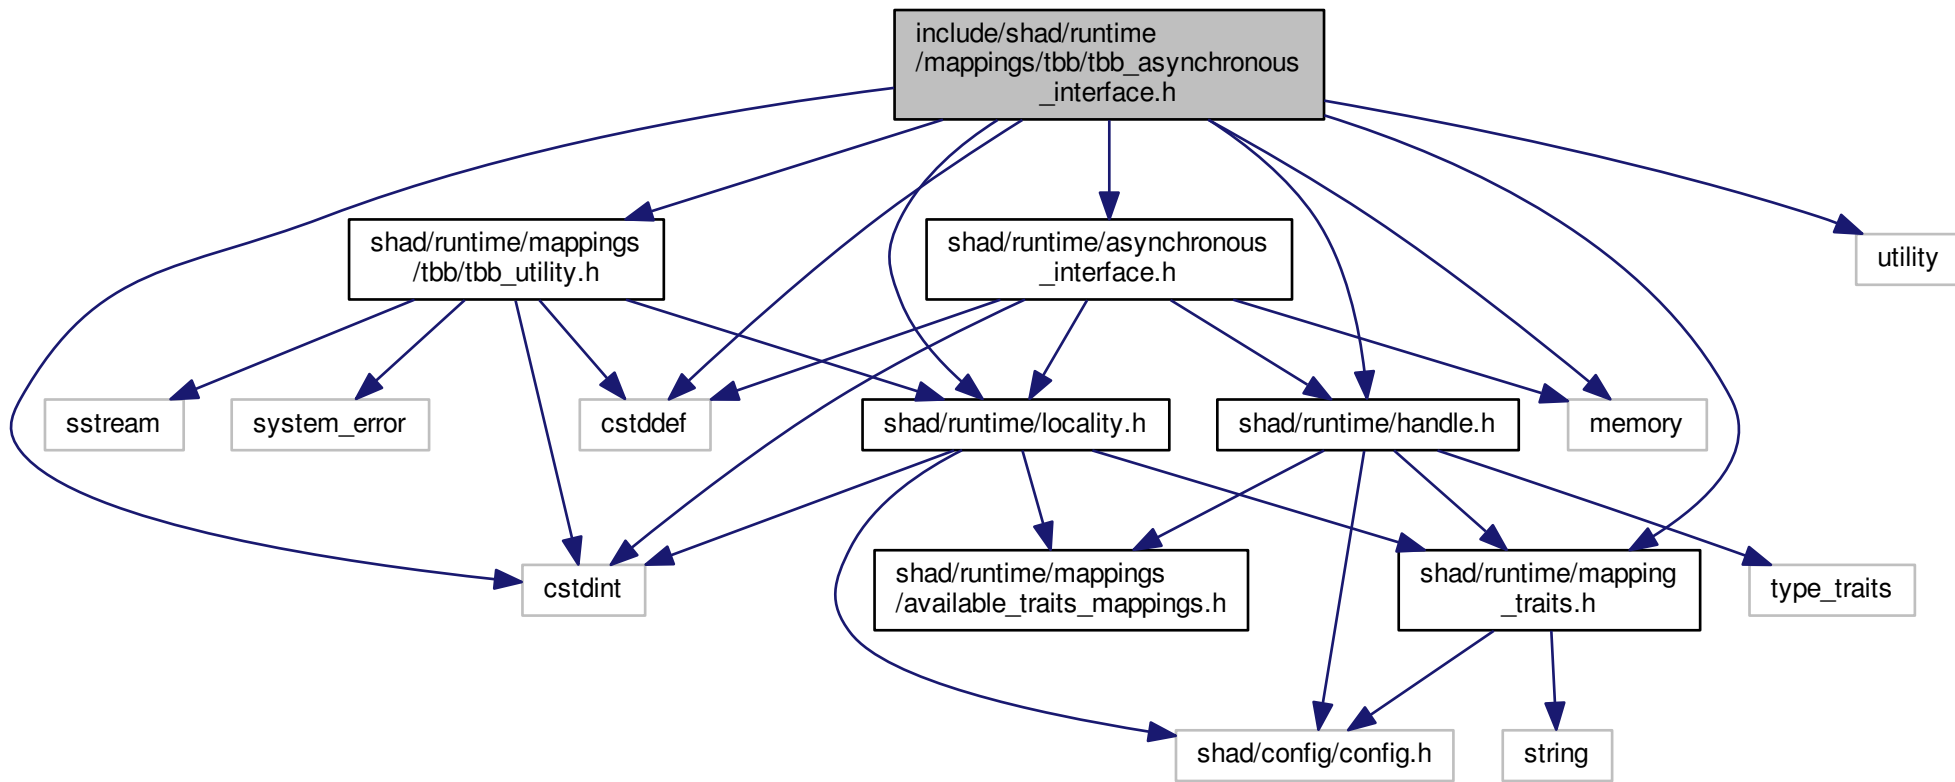 include/shad/runtime
/mappings/tbb/tbb_asynchronous
_interface.h
shad/runtime/mappings
/tbb/tbb_utility.h
shad/runtime/asynchronous
_interface.h
utility
sstream
system_error
cstddef
shad/runtime/locality.h
shad/runtime/handle.h
memory
cstdint
shad/runtime/mappings
/available_traits_mappings.h
shad/runtime/mapping
_traits.h
type_traits
shad/config/config.h
string